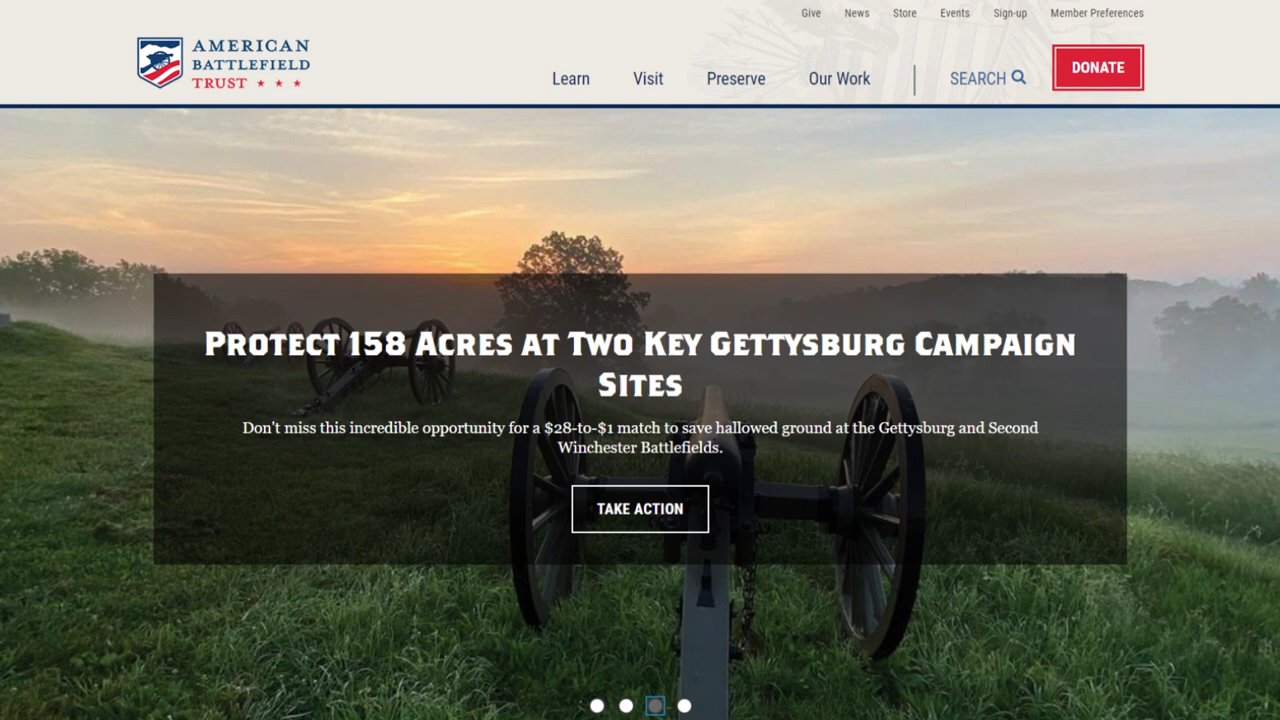 Give News Store Events Sign-up Member Preferences
AMERICAN
BATTLEFIELD
TRUST ★ ★ ★
Learn Visit Preserve Our Work SEARCH DONATE
Protect 158 Acres at Two Key Gettysburg Campaign
Sites
Don't miss this incredible opportunity for a $28-to-$1 match to save hallowed ground at the Gettysburg and Second
Winchester Battlefields.
TAKE ACTION